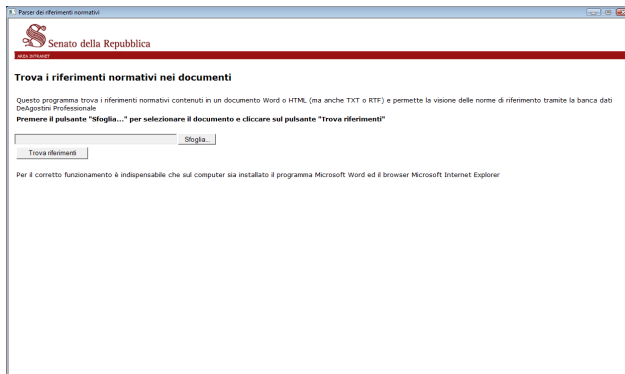 Parser dei riferimenti normativi
Senato della Repubblica
AREA INTRANET
Trova i riferimenti normativi nei documenti
Questo programma trova i riferimenti normativi contenuti in un documento Word o HTML (ma anche TXT o RTF) e permette la visione delle norme di riferimento tramite la banca dati
DeAgostini Professionale
Premere il pulsante "Sfoglia..." per selezionare il documento e cliccare sul pulsante "Trova riferimenti"
Sfoglia...
Trova riferimenti
Per il corretto funzionamento è indispensabile che sul computer sia installato il programma Microsoft Word ed il browser Microsoft Internet Explorer